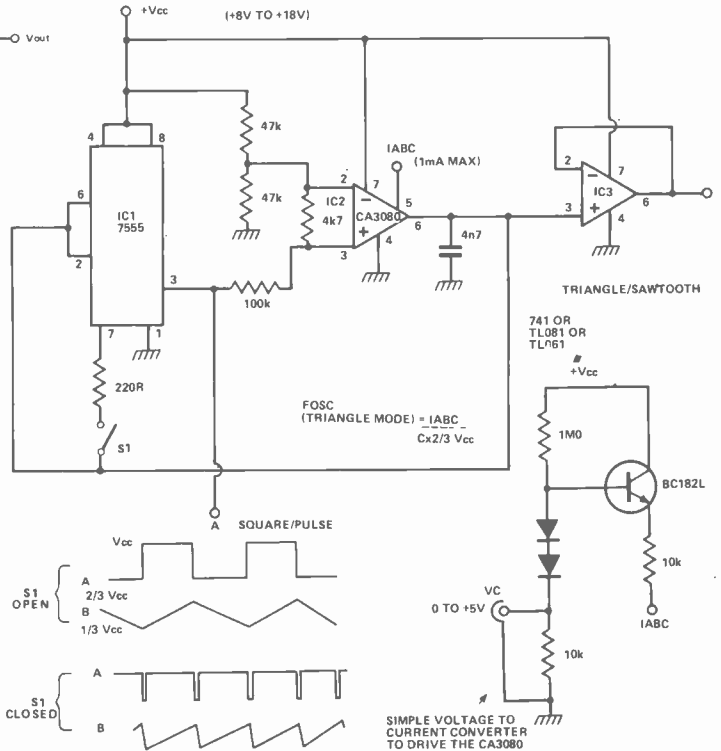 +Vcc
(+8V TO +18V)
Vout
4
8
47k
IABC
(1mA MAX)
6
IC1
7555
2
7
5
IC2
CA3080
6
47k
4k7
4
3
4n7
2
7
IC3
6
3
4
2
3
100k
7
1
220R
S1
TRIANGLE/SAWTOOTH
741 OR
TL081 OR
TL061
+Vcc
FOSC
(TRIANGLE MODE) = IABC
Cx2/3 Vcc
1M0
BC182L
A
SQUARE/PULSE
Vcc
A
S1
OPEN
2/3 Vcc
B
1/3 Vcc
10k
VC
0 TO +5V
IABC
10k
A
S1
CLOSED
B
SIMPLE VOLTAGE TO
CURRENT CONVERTER
TO DRIVE THE CA3080